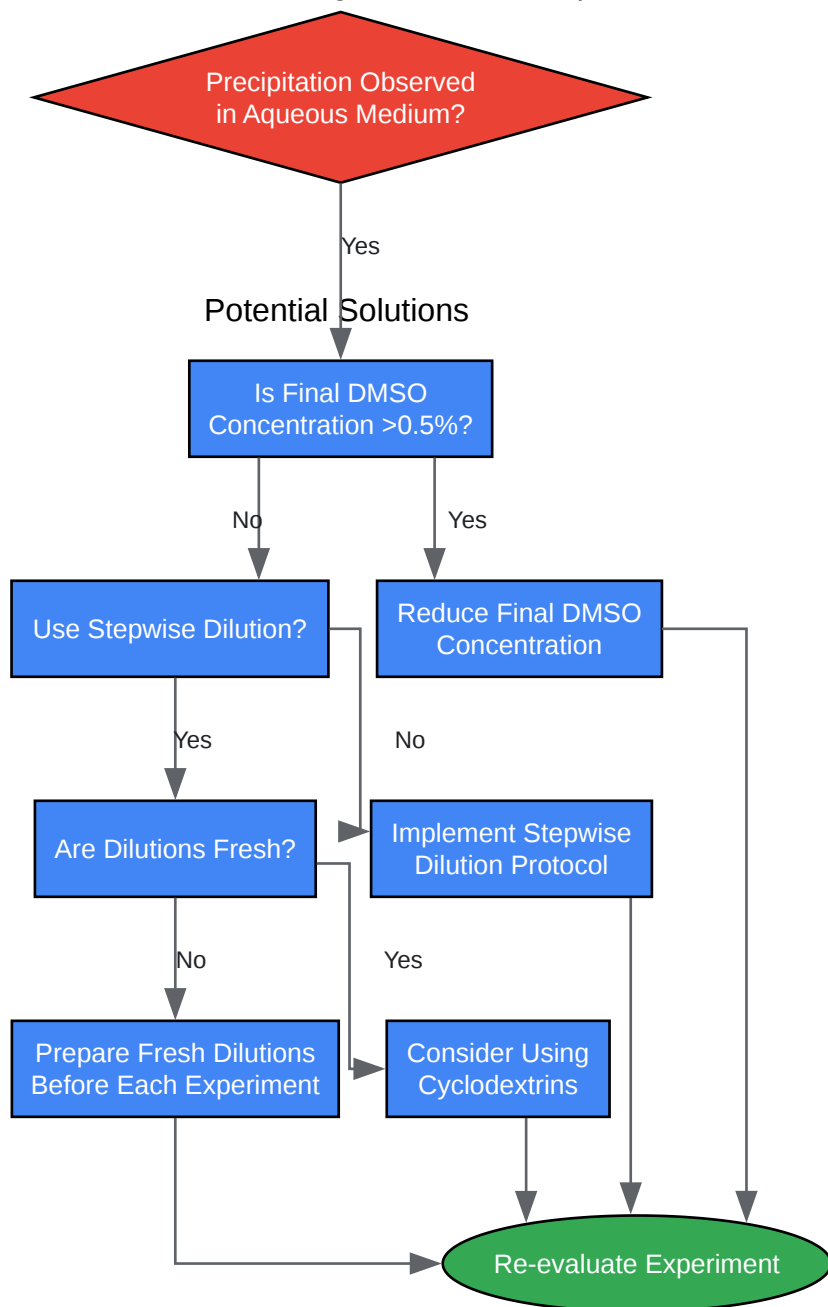 Precipitation Observed
in Aqueous Medium?
Yes
Potential Solutions
Is Final DMSO
Concentration >0.5%?
No
Yes
Use Stepwise Dilution?
Reduce Final DMSO
Concentration
Yes
No
Are Dilutions Fresh?
Implement Stepwise
Dilution Protocol
No
Yes
Prepare Fresh Dilutions
Before Each Experiment
Consider Using
Cyclodextrins
Re-evaluate Experiment